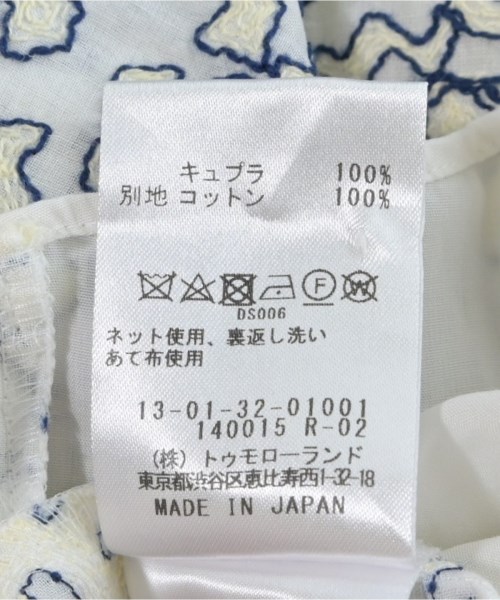 キュプラ 100%
別地 コットン 100%
F W
DS006
ネット使用、裏返し洗い
あて布使用
13-01-32-01001
140015 R-02
(株) トゥモローランド
東京都渋谷区恵比寿西1-32-18
MADE IN JAPAN